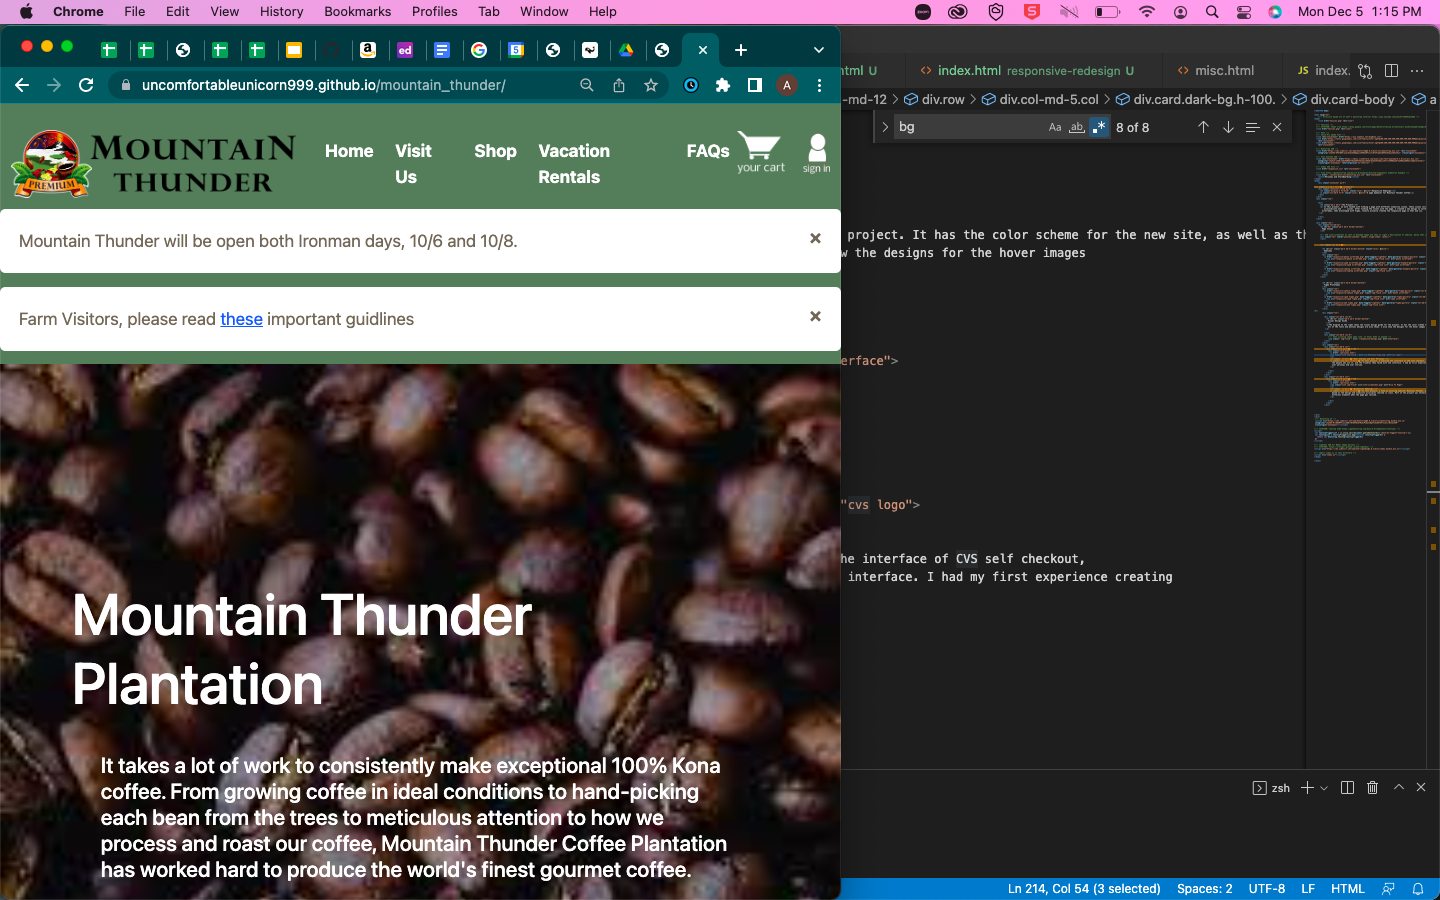 Chrome File Edit View History Bookmarks Profiles Tab Window Help
Mon Dec 5 1:15 PM
uncomfortableunicorn999.github.io/mountain_thunder/
A
MOUNTAIN
THUNDER
PREMIUM
Home
Visit
Us
Shop
Vacation
Rentals
FAQs
your cart
sign in
Mountain Thunder will be open both Ironman days, 10/6 and 10/8.
Farm Visitors, please read these important guidlines
Mountain Thunder
Plantation
It takes a lot of work to consistently make exceptional 100% Kona
coffee. From growing coffee in ideal conditions to hand-picking
each bean from the trees to meticulous attention to how we
process and roast our coffee, Mountain Thunder Coffee Plantation
has worked hard to produce the world's finest gourmet coffee.
html U
<> index.html responsive-redesign U
<> misc.html
JS index.
-md-12 > div.row > div.col-md-5.col > div.card.dark-bg.h-100. > div.card-body > a
bg
Aa ab .*
8 of 8
project. It has the color scheme for the new site, as well as th
w the designs for the hover images
erface">
"cvs logo">
he interface of CVS self checkout,
interface. I had my first experience creating
zsh
Ln 214, Col 54 (3 selected) Spaces: 2 UTF-8 LF HTML